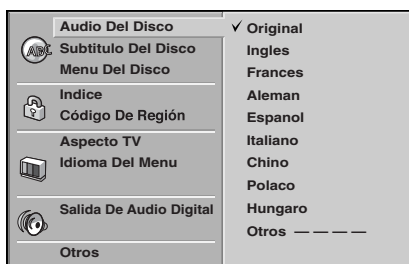 Audio Del Disco
Subtitulo Del Disco
Menu Del Disco
Indice
Código De Región
Aspecto TV
Idioma Del Menu
Salida De Audio Digital
Otros
✓ Original
Ingles
Frances
Aleman
Espanol
Italiano
Chino
Polaco
Hungaro
Otros — — — —
ABC